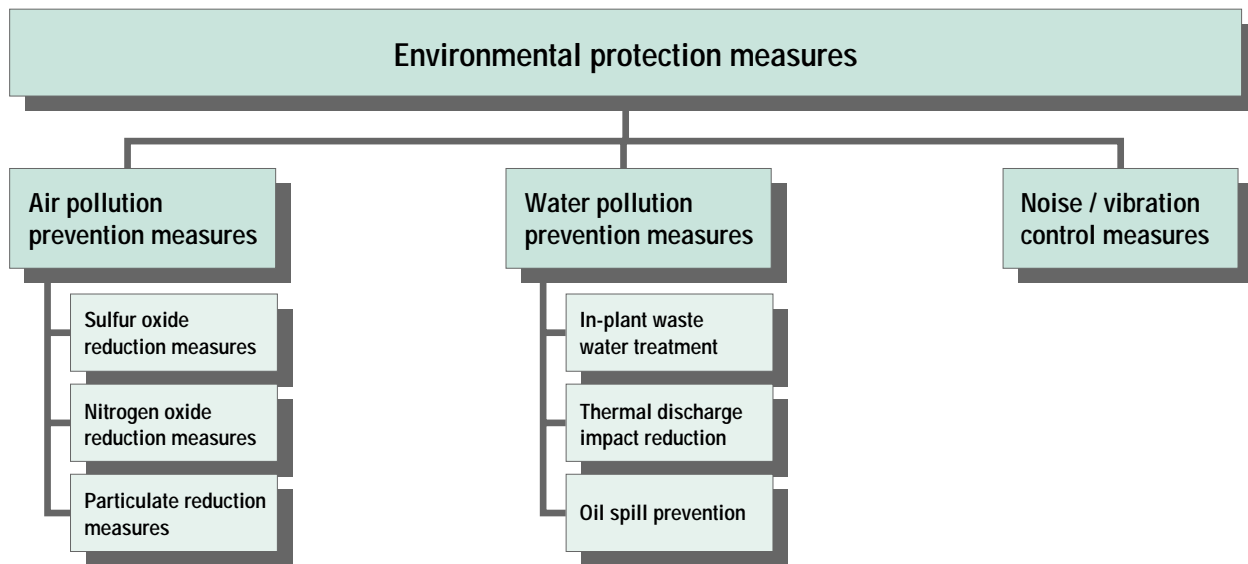 Environmental protection measures
Air pollution
prevention measures
Sulfur oxide
reduction measures
Nitrogen oxide
reduction measures
Particulate reduction
measures
Water pollution
prevention measures
In-plant waste
water treatment
Thermal discharge
impact reduction
Oil spill prevention
Noise / vibration
control measures